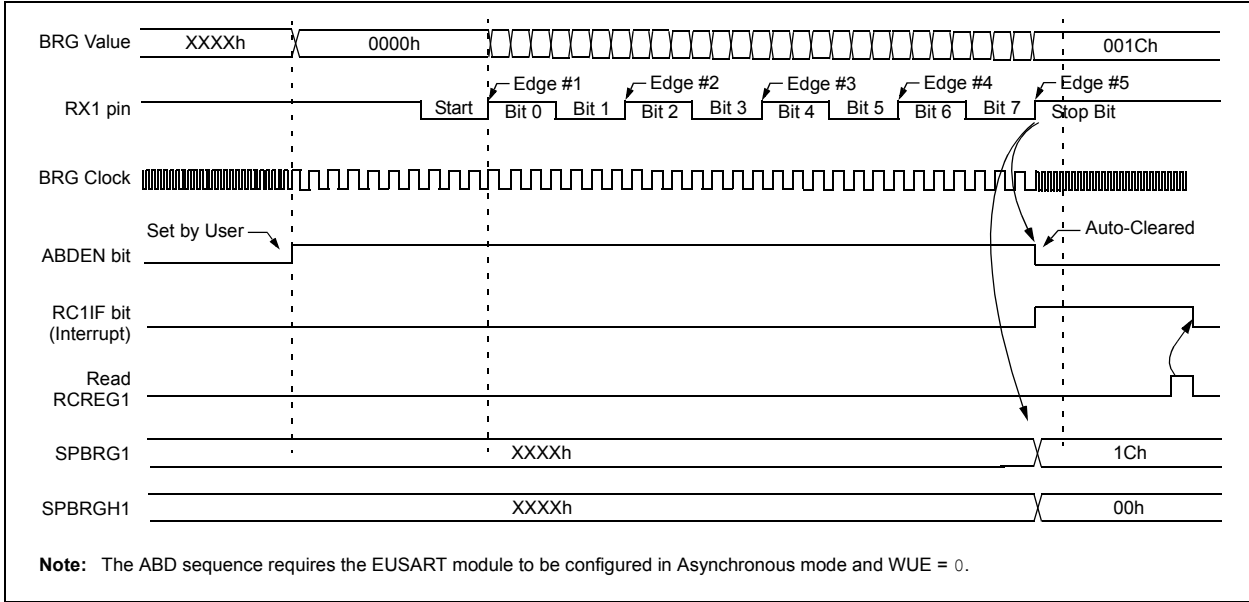 BRG Value XXXXh 0000h 001Ch
Edge #1 Edge #2 Edge #3 Edge #4 Edge #5
RX1 pin Start Bit 0 Bit 1 Bit 2 Bit 3 Bit 4 Bit 5 Bit 6 Bit 7 Stop Bit
BRG Clock
Set by User Auto-Cleared
ABDEN bit
RC1IF bit
(Interrupt)
Read
RCREG1
SPBRG1 XXXXh 1Ch
SPBRGH1 XXXXh 00h
Note: The ABD sequence requires the EUSART module to be configured in Asynchronous mode and WUE = 0.